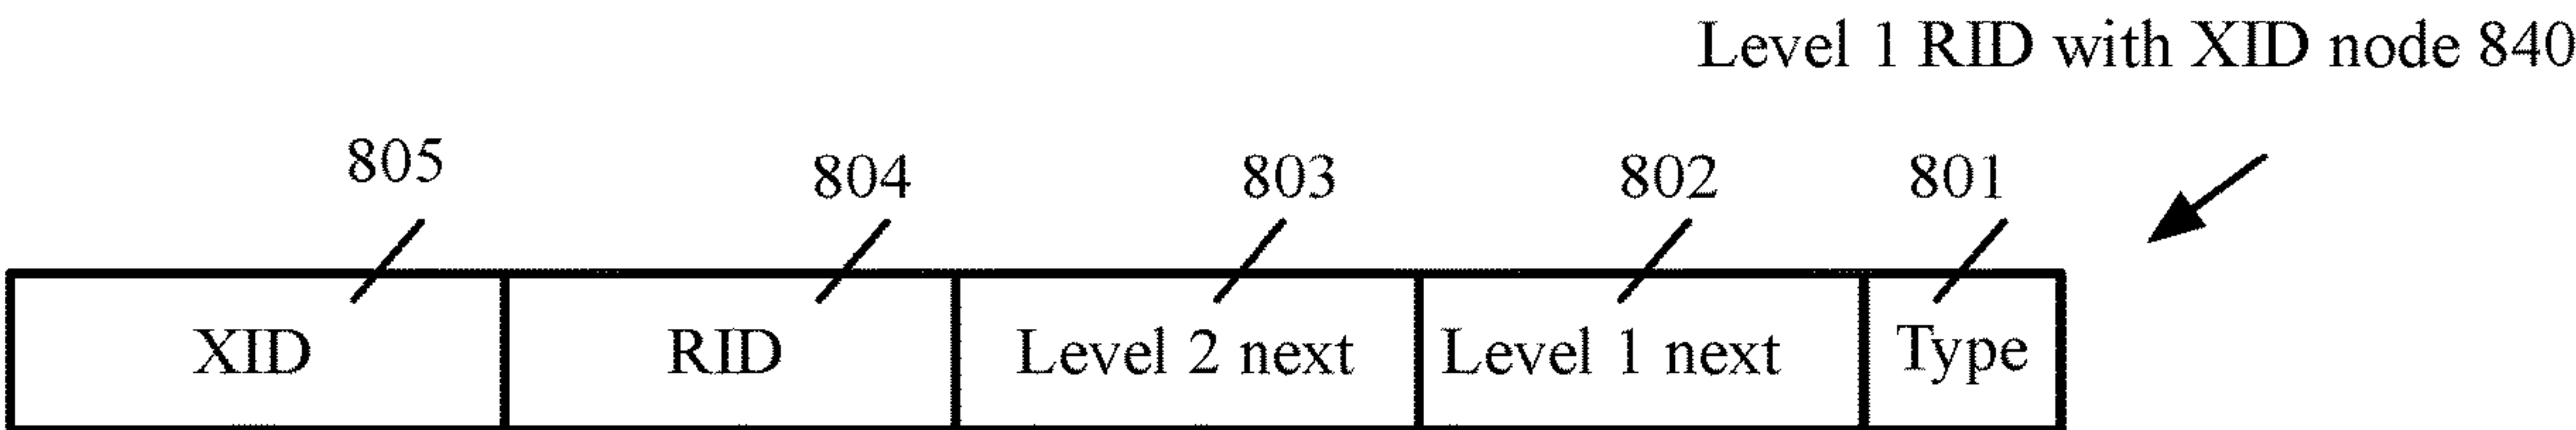 Level 1 RID with XID node 840
805 804 803 802 801
XID RID Level 2 next Level 1 next Type